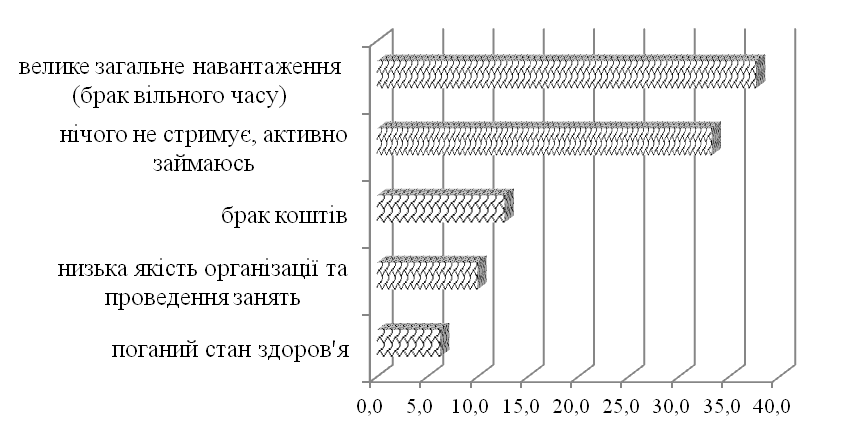 велике загальне навантаження
(брак вільного часу)
нічого не стримує, активно
займаюсь
брак коштів
низька якість організації та
проведення занять
поганий стан здоров'я
0,0 5,0 10,0 15,0 20,0 25,0 30,0 35,0 40,0